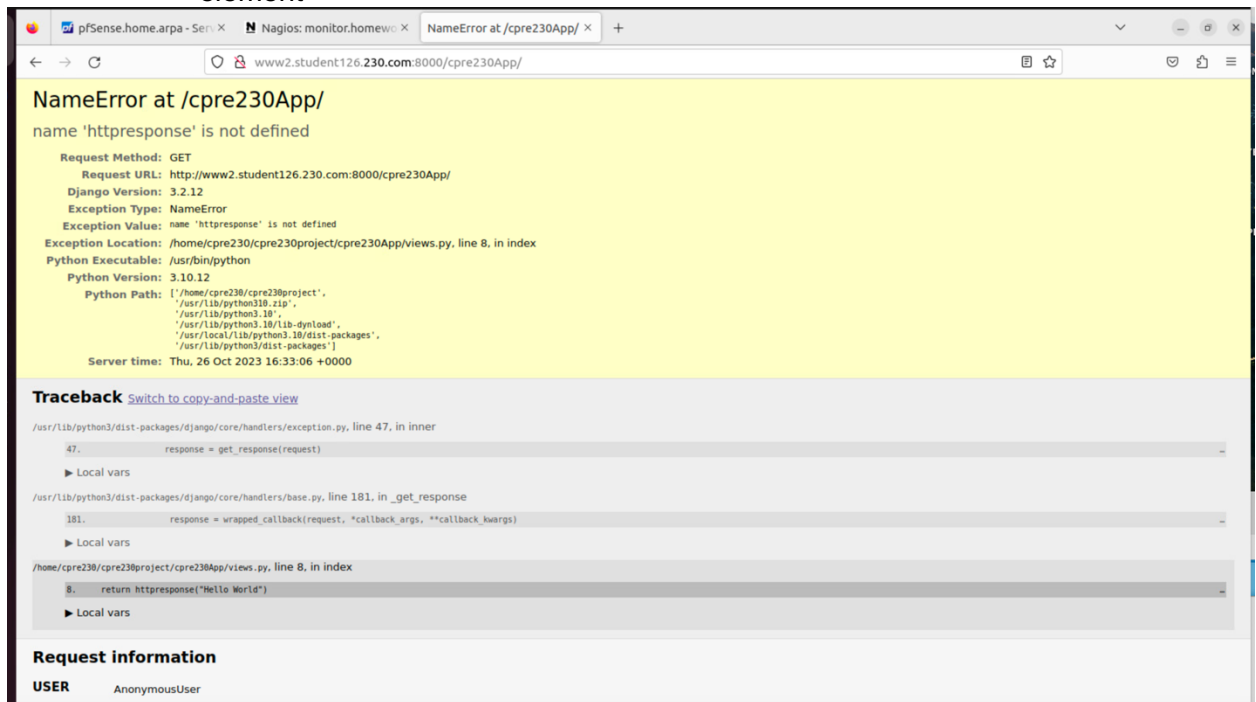 element
pfSense.home.arpa - Ser
Nagios: monitor.homewo
NameError at /cpre230App/
www2.student126.230.com:8000/cpre230App/
NameError at /cpre230App/
name 'httpresponse' is not defined
Request Method: GET
Request URL: http://www2.student126.230.com:8000/cpre230App/
Django Version: 3.2.12
Exception Type: NameError
Exception Value: name 'httpresponse' is not defined
Exception Location: /home/cpre230/cpre230project/cpre230App/views.py, line 8, in index
Python Executable: /usr/bin/python
Python Version: 3.10.12
Python Path: ['/home/cpre230/cpre230project',
'/usr/lib/python310.zip',
'/usr/lib/python3.10',
'/usr/lib/python3.10/lib-dynload',
'/usr/local/lib/python3.10/dist-packages',
'/usr/lib/python3/dist-packages']
Server time: Thu, 26 Oct 2023 16:33:06 +0000
Traceback Switch to copy-and-paste view
/usr/lib/python3/dist-packages/django/core/handlers/exception.py, line 47, in inner
47. response = get_response(request)
▶ Local vars
/usr/lib/python3/dist-packages/django/core/handlers/base.py, line 181, in _get_response
181. response = wrapped_callback(request, *callback_args, **callback_kwargs)
▶ Local vars
/home/cpre230/cpre230project/cpre230App/views.py, line 8, in index
8. return httpresponse("Hello World")
▶ Local vars
Request information
USER AnonymousUser